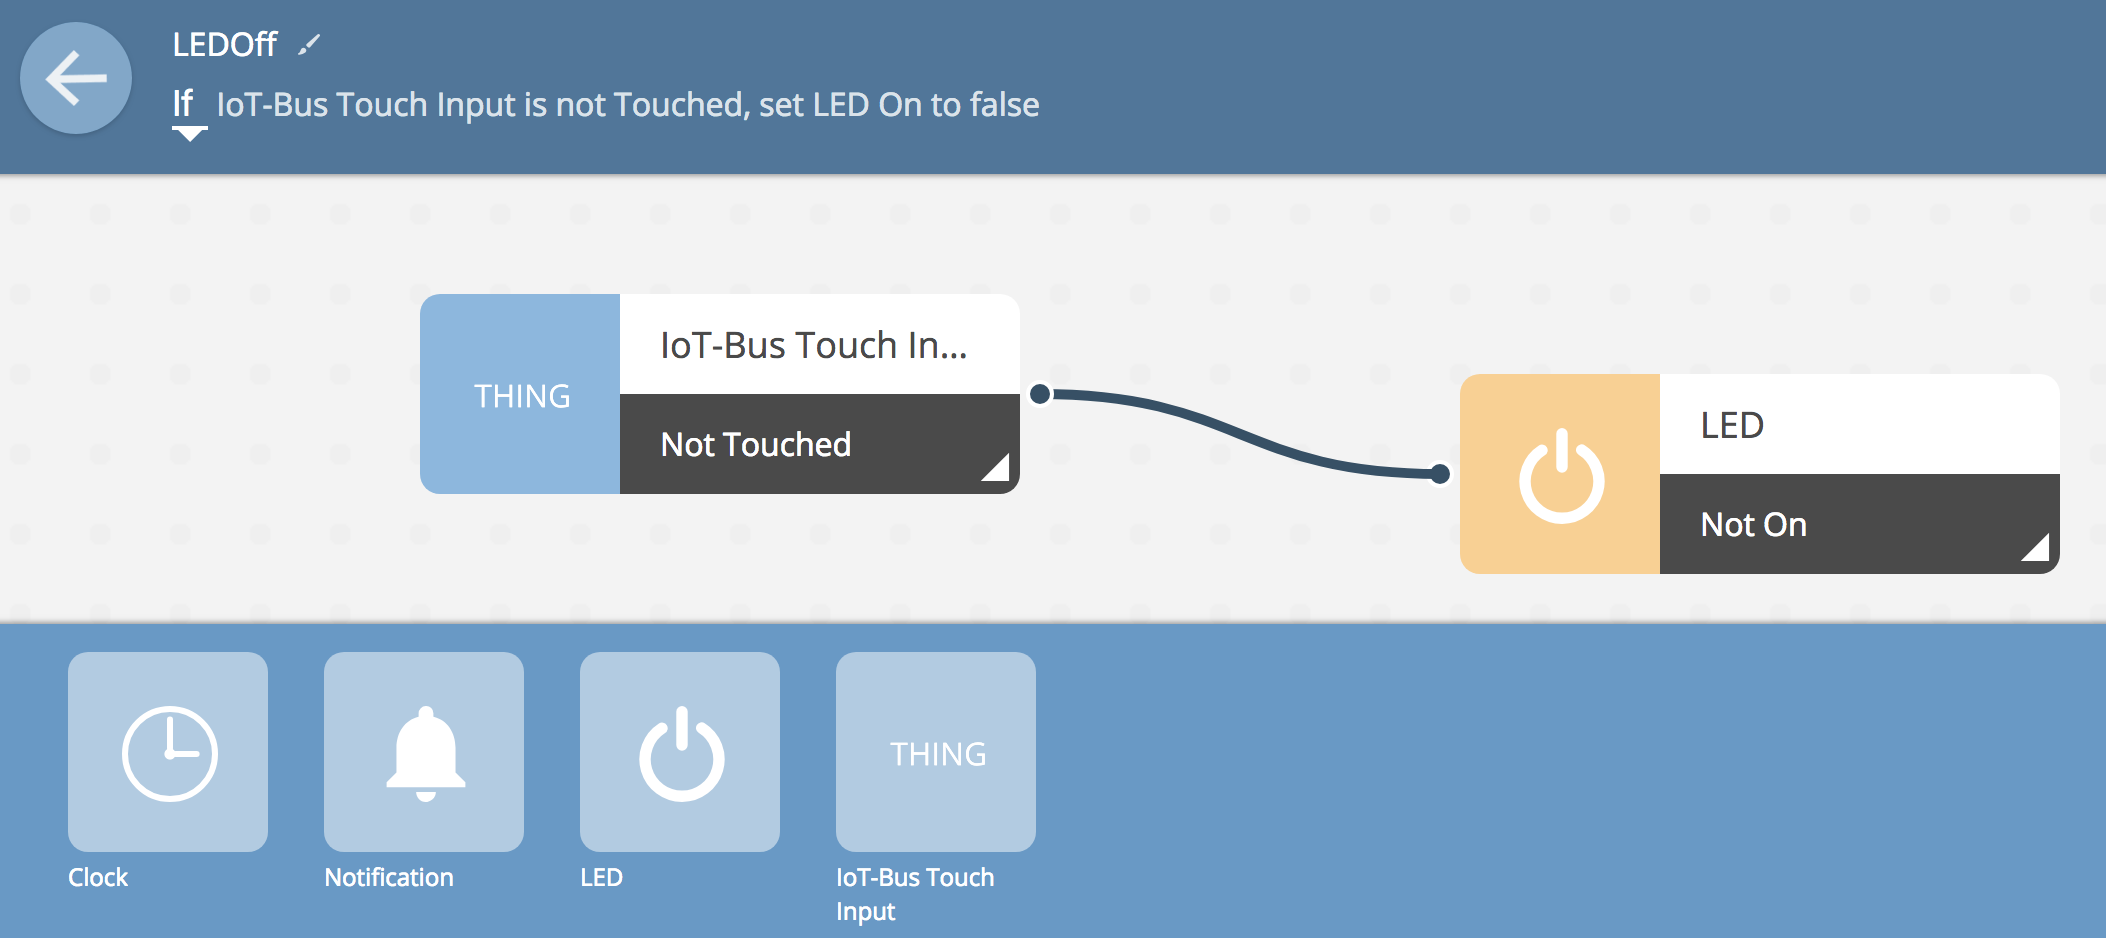 LEDOff
If IoT-Bus Touch Input is not Touched, set LED On to false
THING
IoT-Bus Touch In...
Not Touched
LED
Not On
Clock
Notification
LED
THING
IoT-Bus Touch
Input